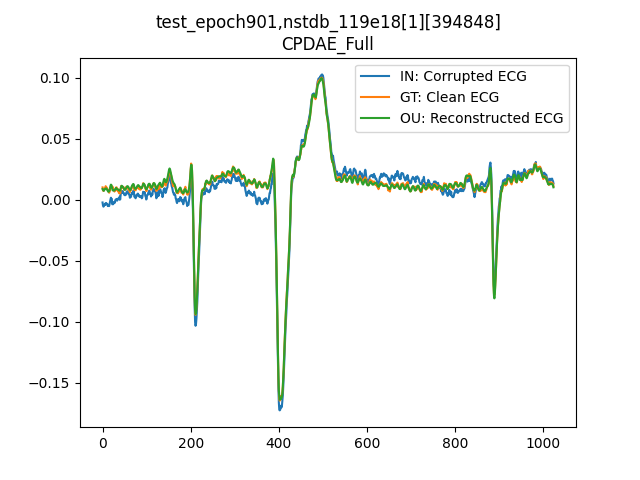 test_epoch901,nstdb_119e18[1][394848]
CPDAE_Full
IN: Corrupted ECG
GT: Clean ECG
OU: Reconstructed ECG
0.10
0.05
0.00
−0.05
−0.10
−0.15
0 200 400 600 800 1000